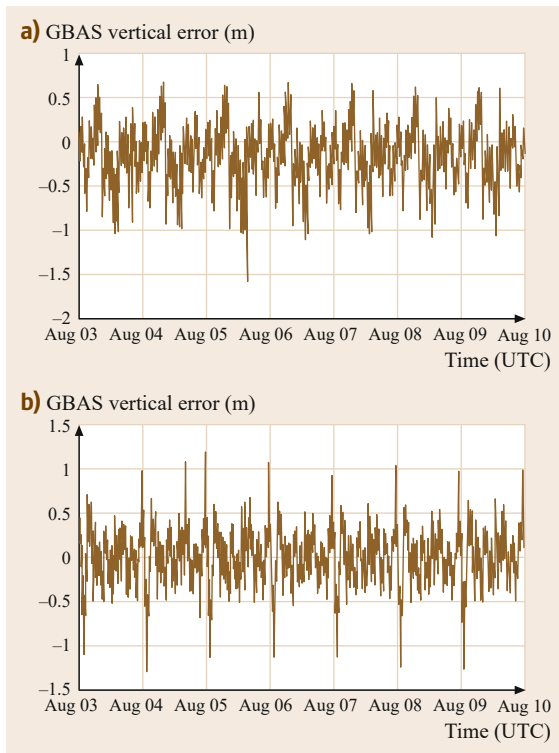 a) GBAS vertical error (m)
1
0.5
0
–0.5
–1
–1.5
–2
Aug 03 Aug 04 Aug 05 Aug 06 Aug 07 Aug 08 Aug 09 Aug 10
Time (UTC)
b) GBAS vertical error (m)
1.5
1
0.5
0
–0.5
–1
–1.5
Aug 03 Aug 04 Aug 05 Aug 06 Aug 07 Aug 08 Aug 09 Aug 10
Time (UTC)